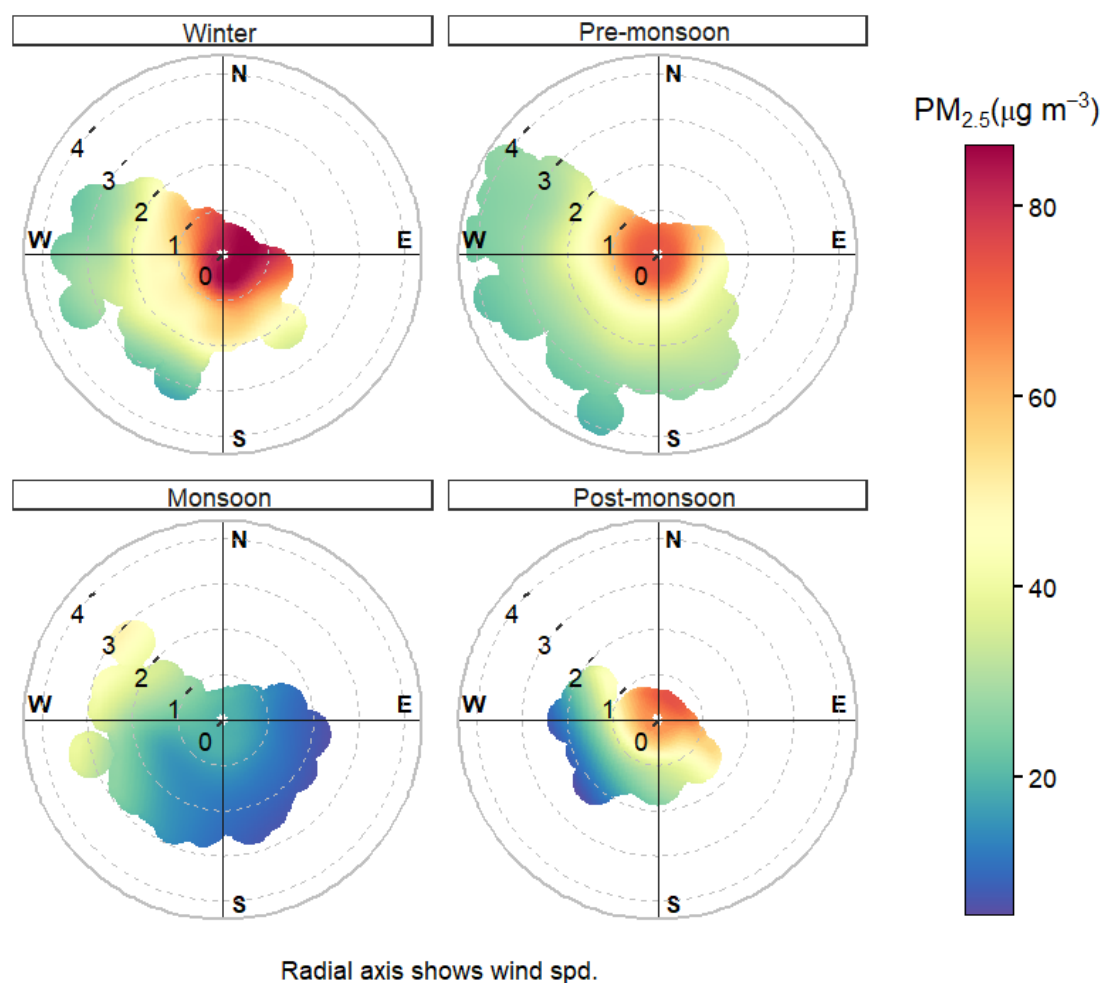 Winter
Pre-monsoon
N
4
3
2
1
0
W
E
S
N
4
3
2
1
0
W
E
S
PM2.5(μg m−3)
80
60
40
20
Monsoon
Post-monsoon
N
4
3
2
1
0
W
E
S
N
4
3
2
1
0
W
E
S
Radial axis shows wind spd.